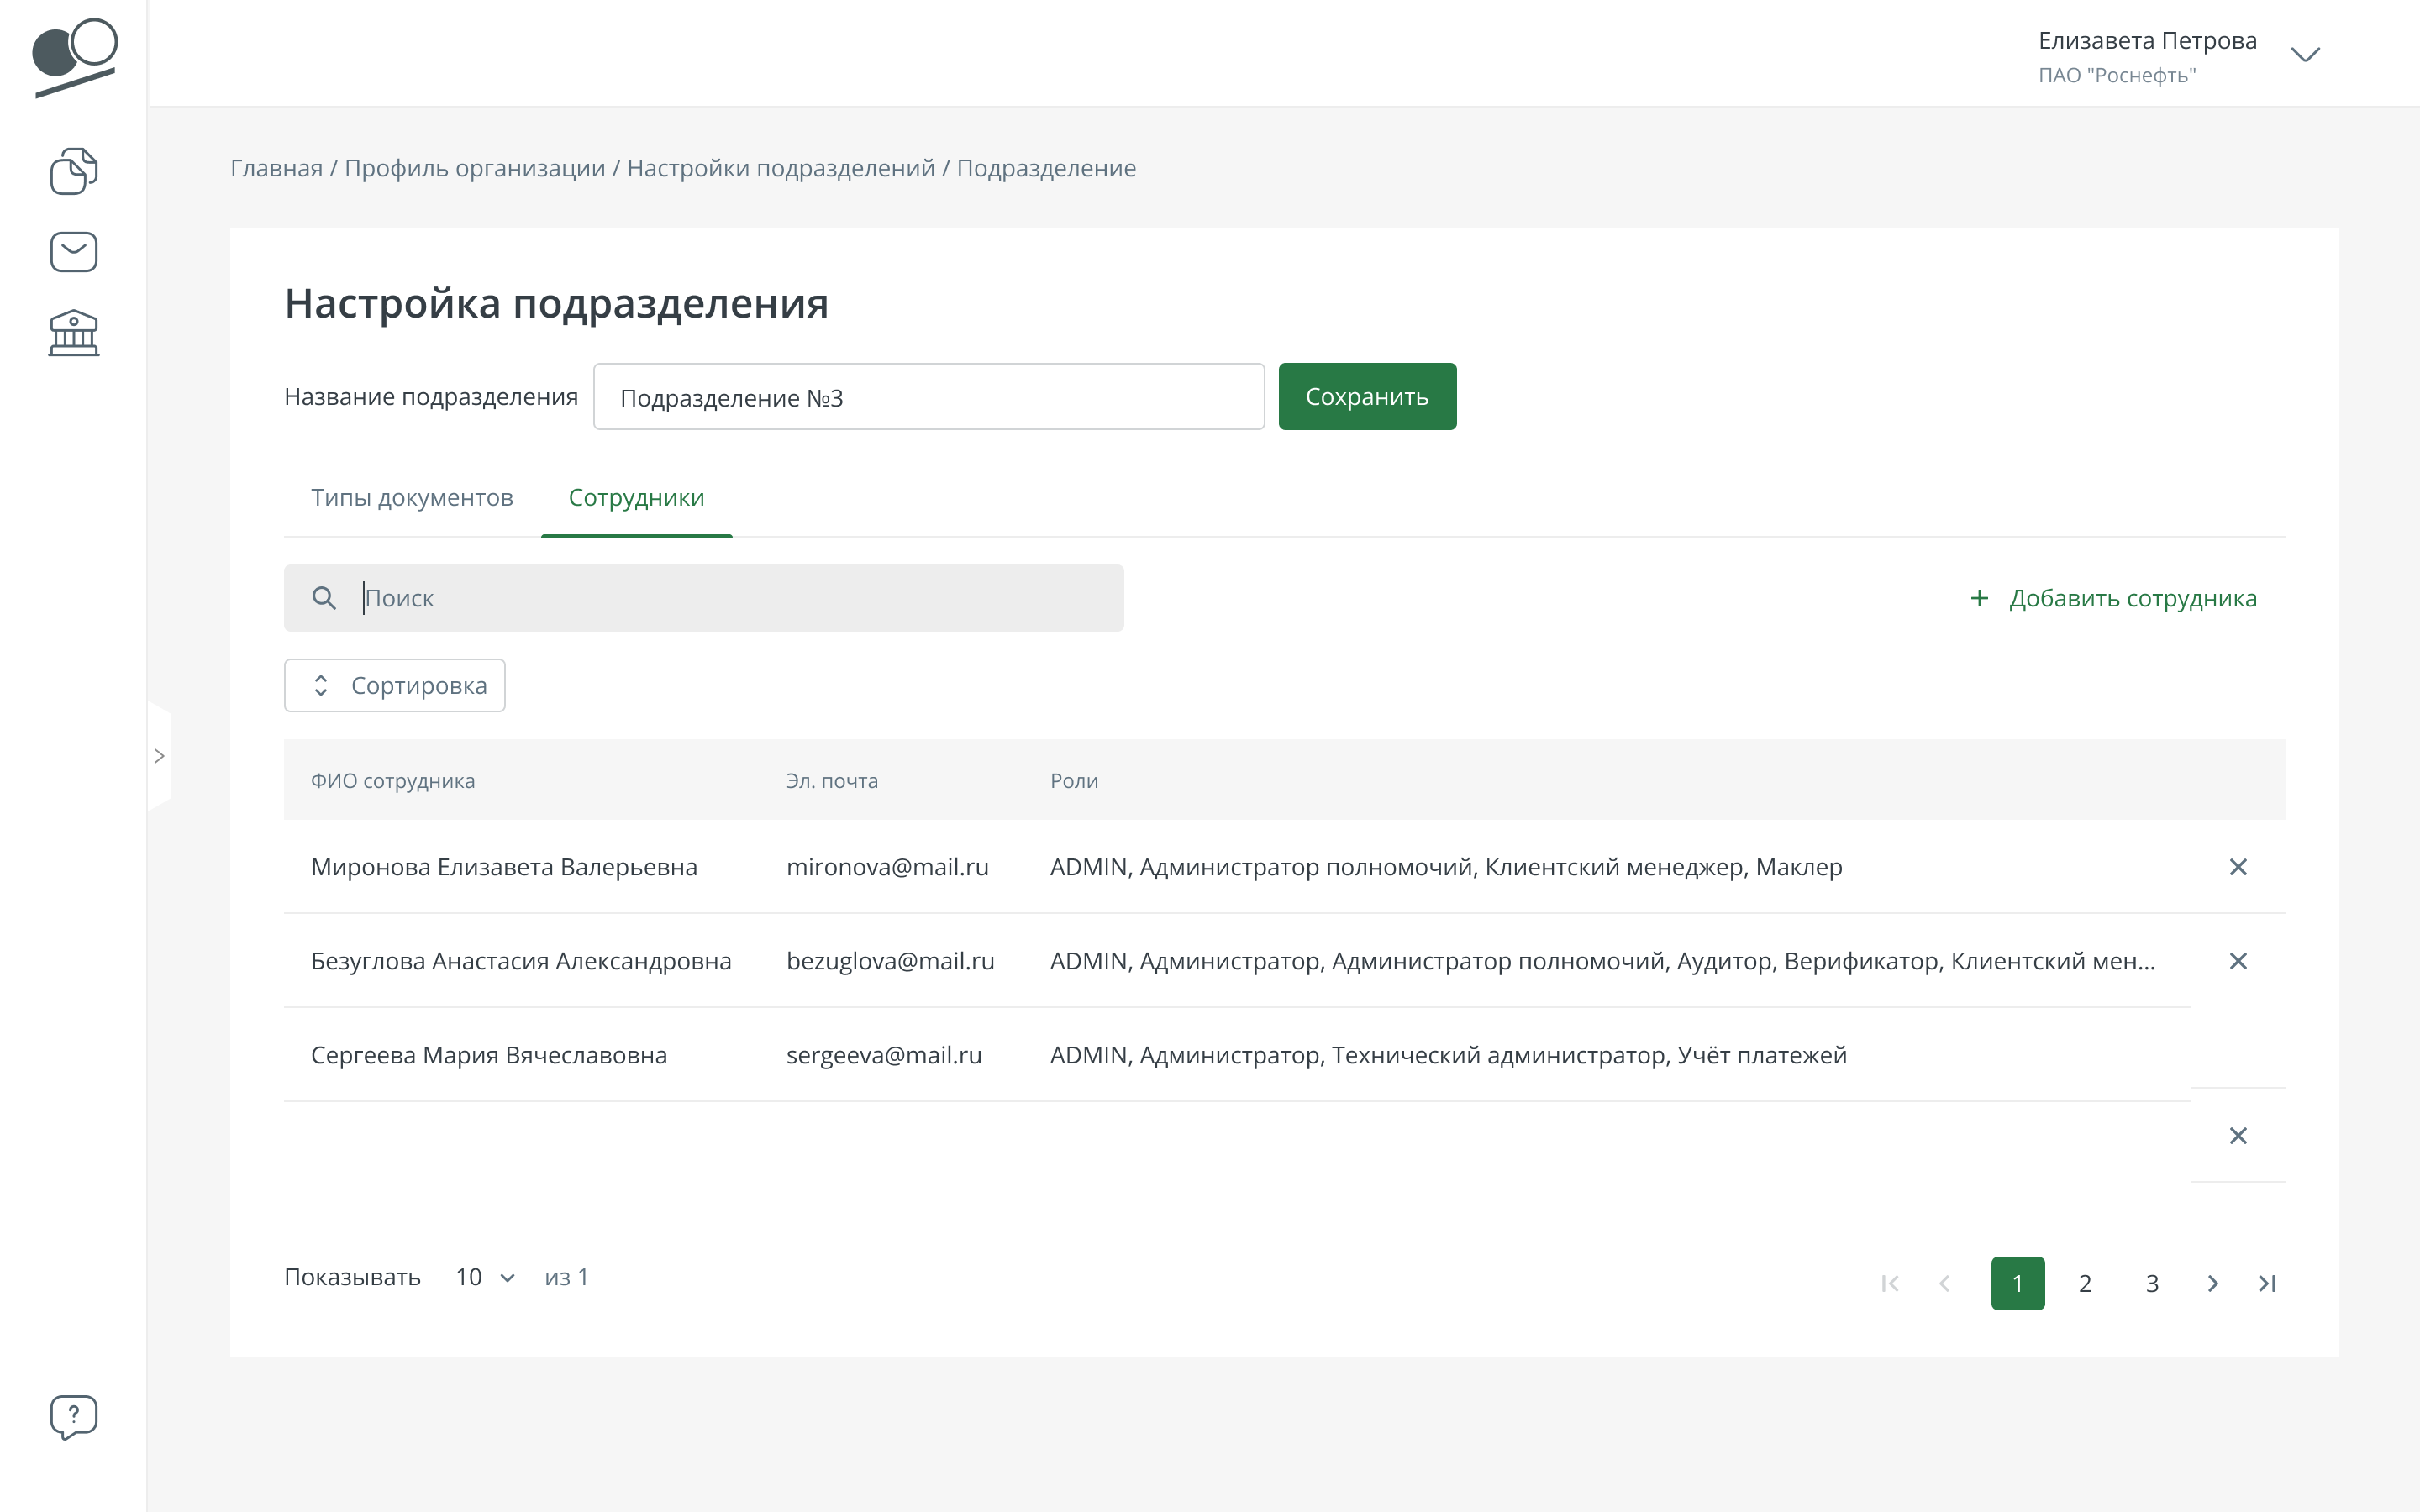 Елизавета Петрова
ПАО "Роснефть"
Главная / Профиль организации / Настройки подразделений / Подразделение
Настройка подразделения
Название подразделения Подразделение №3 Сохранить
Типы документов Сотрудники
Поиск + Добавить сотрудника
Сортировка
ФИО сотрудника Эл. почта Роли
Миронова Елизавета Валерьевна mironova@mail.ru ADMIN, Администратор полномочий, Клиентский менеджер, Маклер
Безуглова Анастасия Александровна bezuglova@mail.ru ADMIN, Администратор, Администратор полномочий, Аудитор, Верификатор, Клиентский мен...
Сергеева Мария Вячеславовна sergeeva@mail.ru ADMIN, Администратор, Технический администратор, Учёт платежей
Показывать 10 из 1 1 2 3
?